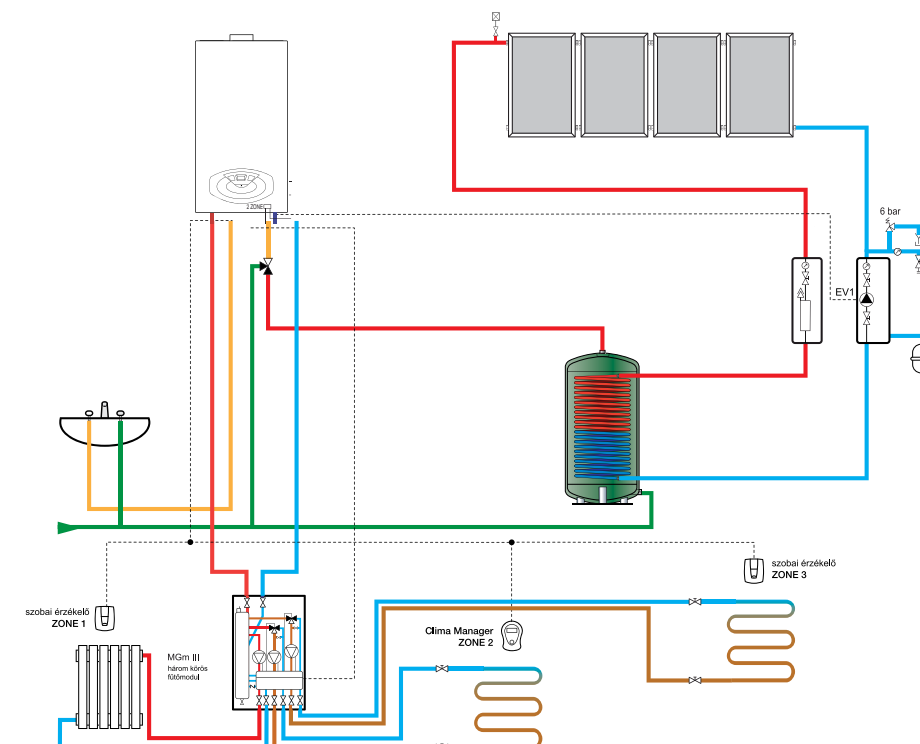 2 ZONE
6 bar
EV1
szobai érzékelő
ZONE 3
szobai érzékelő
ZONE 1
Clima Manager
ZONE 2
MGm III
három körös
fűtőmodul